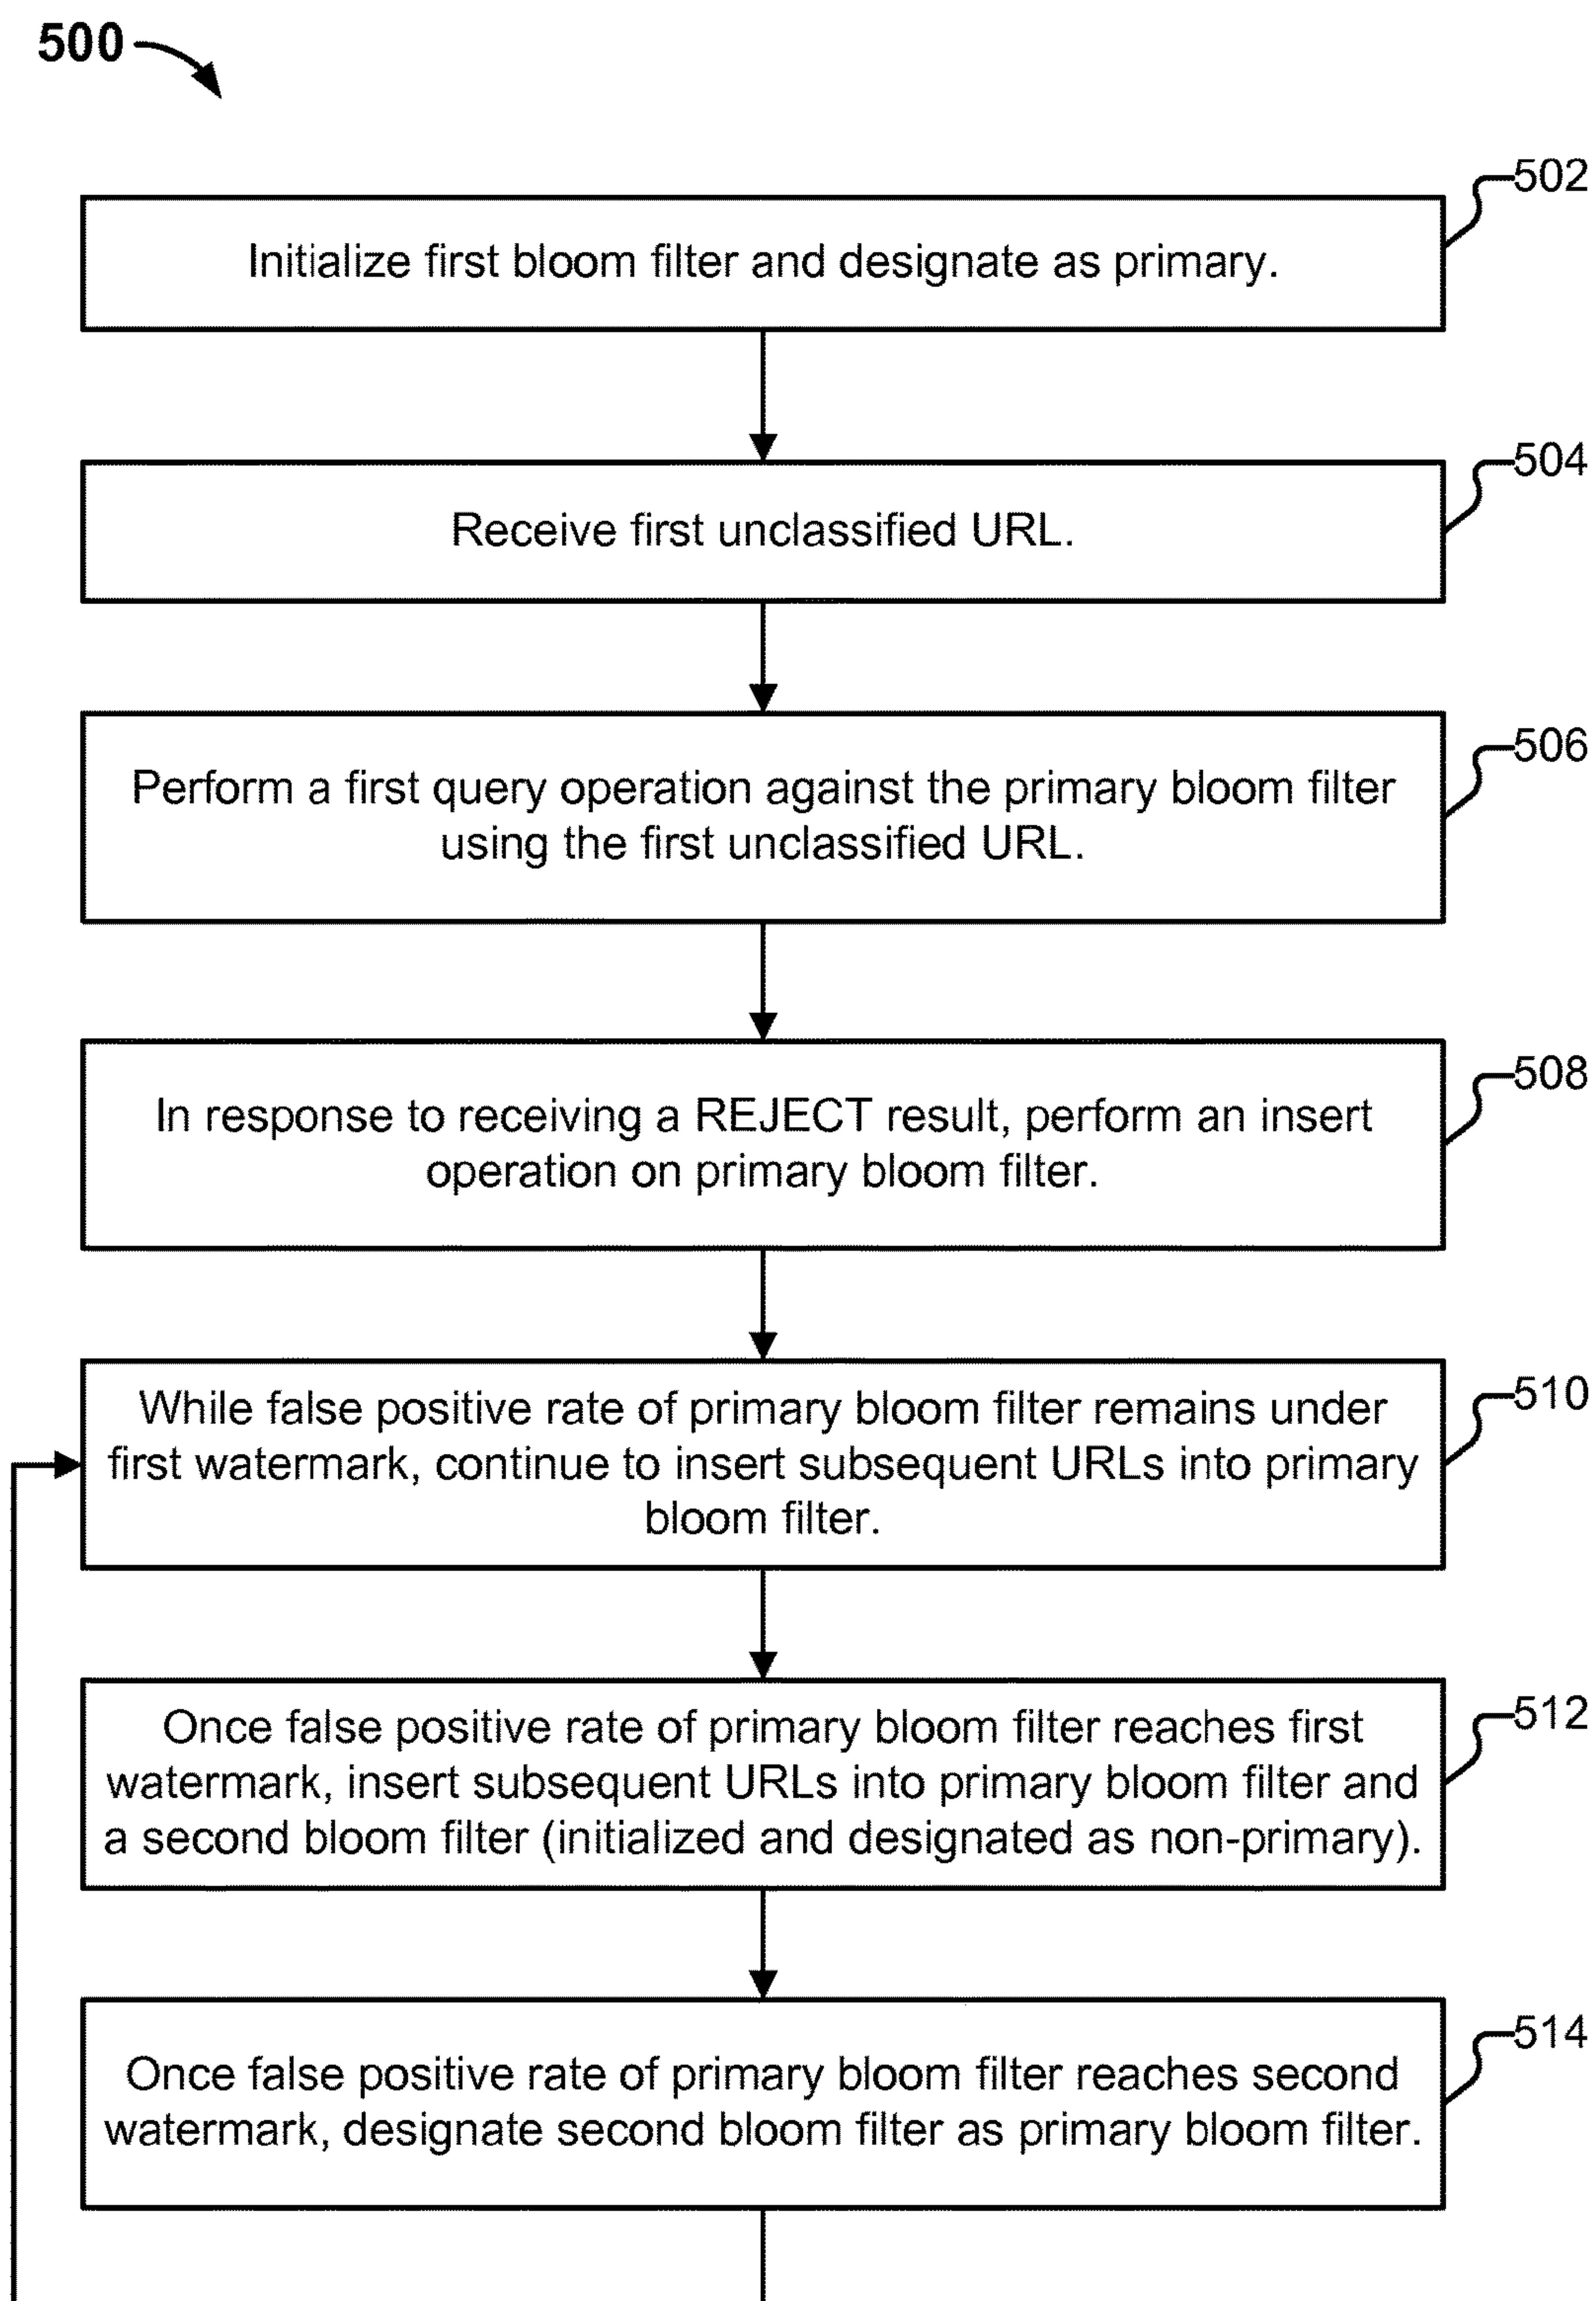 500
502
Initialize first bloom filter and designate as primary.
504
Receive first unclassified URL.
506
Perform a first query operation against the primary bloom filter
using the first unclassified URL.
508
In response to receiving a REJECT result, perform an insert
operation on primary bloom filter.
510
While false positive rate of primary bloom filter remains under
first watermark, continue to insert subsequent URLs into primary
bloom filter.
512
Once false positive rate of primary bloom filter reaches first
watermark, insert subsequent URLs into primary bloom filter and
a second bloom filter (initialized and designated as non-primary).
514
Once false positive rate of primary bloom filter reaches second
watermark, designate second bloom filter as primary bloom filter.